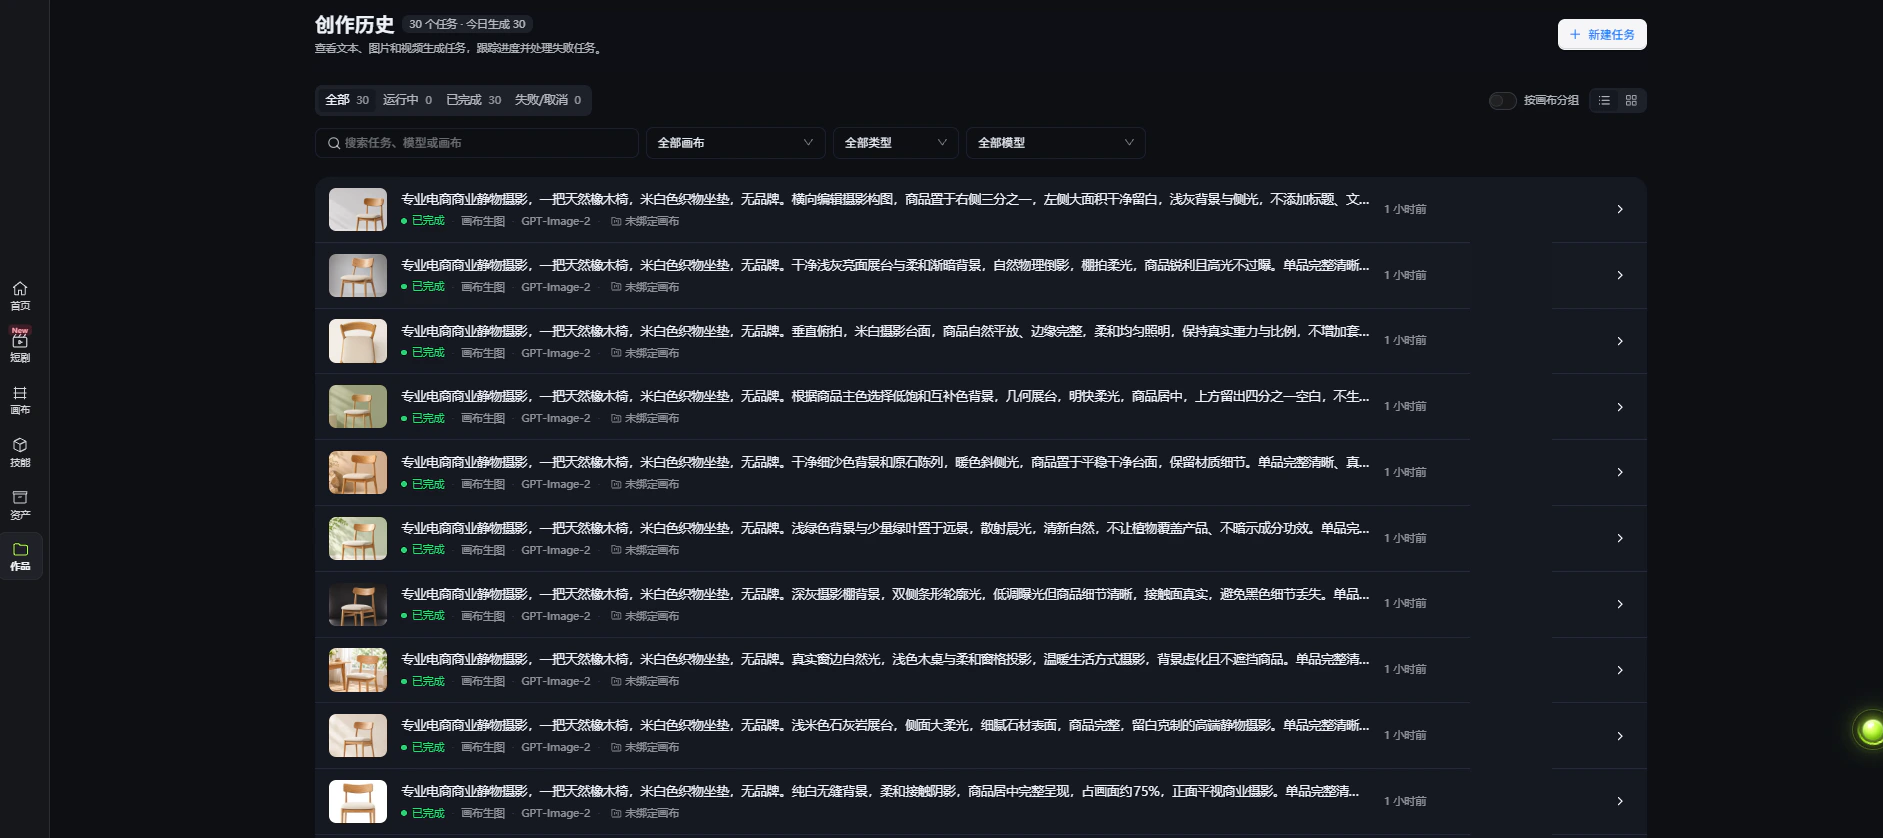 创作历史 30 个任务 · 今日生成 30
查看文本、图片和视频生成任务，跟踪进度并处理失败任务。
+ 新建任务
全部 30 运行中 0 已完成 30 失败/取消 0
按画布分组
搜索任务、模型或画布
全部画布
全部类型
全部模型
首页
New
短剧
画布
技能
资产
作品
专业电商商业静物摄影，一把天然橡木椅，米白色织物坐垫，无品牌。横向编辑摄影构图，商品置于右侧三分之一，左侧大面积干净留白，浅灰背景与侧光，不添加标题、文...
1 小时前
已完成 画布生图 GPT-Image-2 未绑定画布
专业电商商业静物摄影，一把天然橡木椅，米白色织物坐垫，无品牌。干净浅灰亮面展台与柔和渐暗背景，自然物理倒影，棚拍柔光，商品锐利且高光不过曝。单品完整清晰...
1 小时前
已完成 画布生图 GPT-Image-2 未绑定画布
专业电商商业静物摄影，一把天然橡木椅，米白色织物坐垫，无品牌。垂直俯拍，米白摄影台面，商品自然平放、边缘完整，柔和均匀照明，保持真实重力与比例，不增加套...
1 小时前
已完成 画布生图 GPT-Image-2 未绑定画布
专业电商商业静物摄影，一把天然橡木椅，米白色织物坐垫，无品牌。根据商品主色选择低饱和互补色背景，几何展台，明快柔光，商品居中，上方留出四分之一空白，不生...
1 小时前
已完成 画布生图 GPT-Image-2 未绑定画布
专业电商商业静物摄影，一把天然橡木椅，米白色织物坐垫，无品牌。干净细沙色背景和原石陈列，暖色斜侧光，商品置于平稳干净台面，保留材质细节。单品完整清晰、真...
1 小时前
已完成 画布生图 GPT-Image-2 未绑定画布
专业电商商业静物摄影，一把天然橡木椅，米白色织物坐垫，无品牌。浅绿色背景与少量绿叶置于远景，散射晨光，清新自然，不让植物覆盖产品、不暗示成分功效。单品完...
1 小时前
已完成 画布生图 GPT-Image-2 未绑定画布
专业电商商业静物摄影，一把天然橡木椅，米白色织物坐垫，无品牌。深灰摄影棚背景，双侧条形轮廓光，低调曝光但商品细节清晰，接触面真实，避免黑色细节丢失。单品...
1 小时前
已完成 画布生图 GPT-Image-2 未绑定画布
专业电商商业静物摄影，一把天然橡木椅，米白色织物坐垫，无品牌。真实窗边自然光，浅色木桌与柔和窗格投影，温暖生活方式摄影，背景虚化且不遮挡商品。单品完整清...
1 小时前
已完成 画布生图 GPT-Image-2 未绑定画布
专业电商商业静物摄影，一把天然橡木椅，米白色织物坐垫，无品牌。浅米色石灰岩展台，侧面大柔光，细腻石材表面，商品完整，留白克制的高端静物摄影。单品完整清晰...
1 小时前
已完成 画布生图 GPT-Image-2 未绑定画布
专业电商商业静物摄影，一把天然橡木椅，米白色织物坐垫，无品牌。纯白无缝背景，柔和接触阴影，商品居中完整呈现，占画面约75%，正面平视商业摄影。单品完整清...
1 小时前
已完成 画布生图 GPT-Image-2 未绑定画布